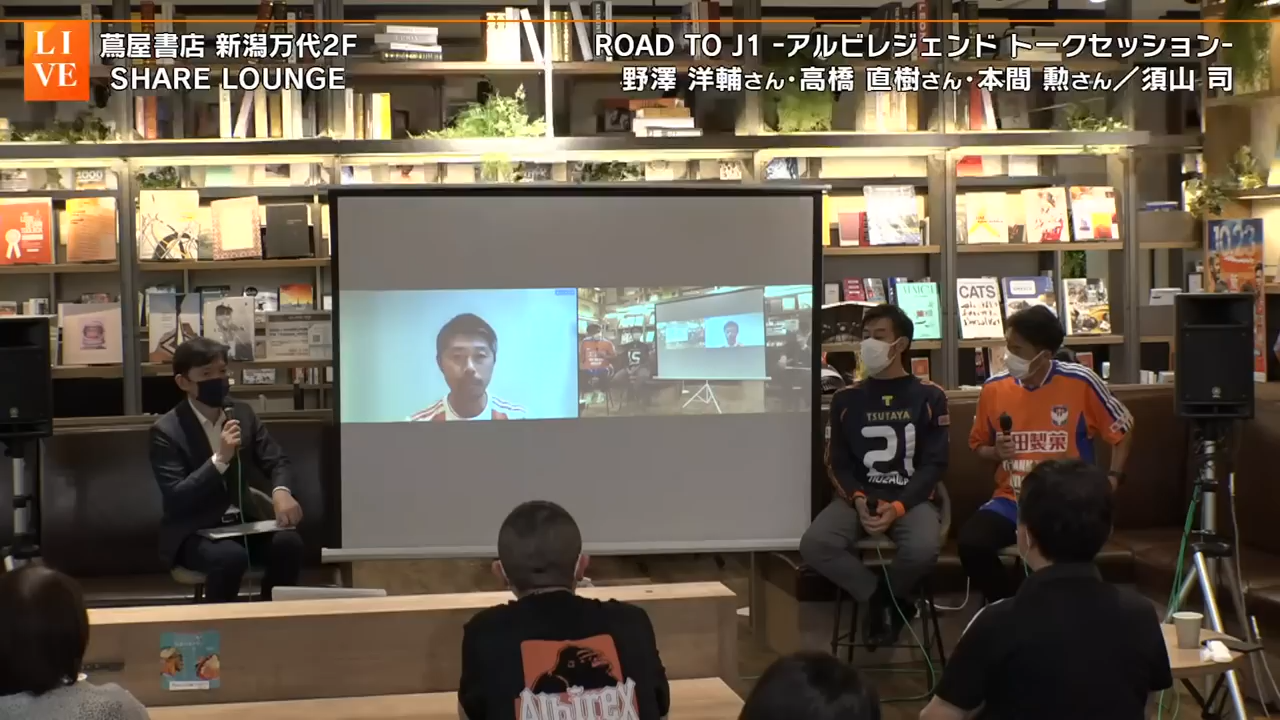 LIVE
蔦屋書店 新潟万代2F
SHARE LOUNGE
ROAD TO J1 -アルビレジェンド トークセッション-
野澤 洋輔さん・高橋 直樹さん・本間 勲さん／須山 司
1000
CATS
TSUTAYA
21
NOZAWA
田製菓
Albirex